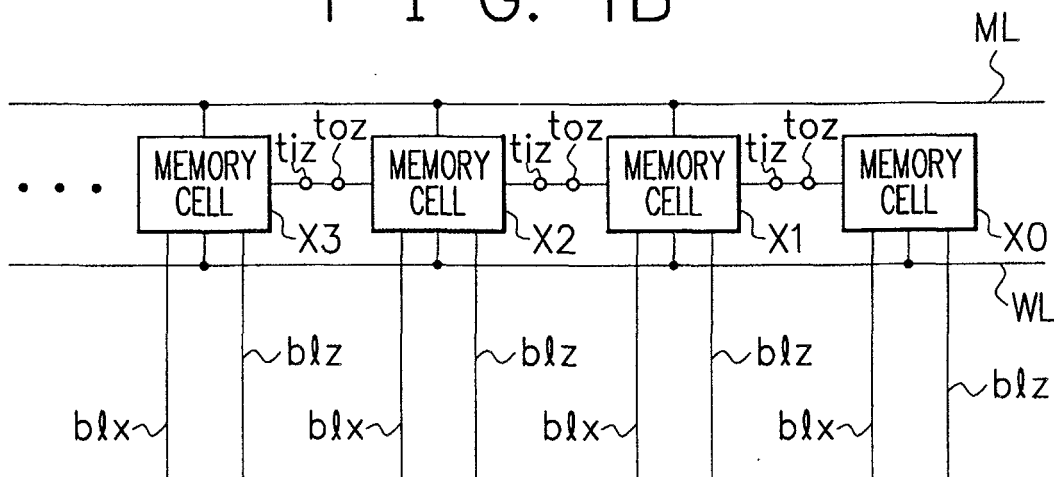 F I G. 1B
ML
tiz toz tiz toz tiz toz
MEMORY CELL MEMORY CELL MEMORY CELL MEMORY CELL
• • •
X3 X2 X1 X0
WL
blz blz blz blz
blx blx blx blx